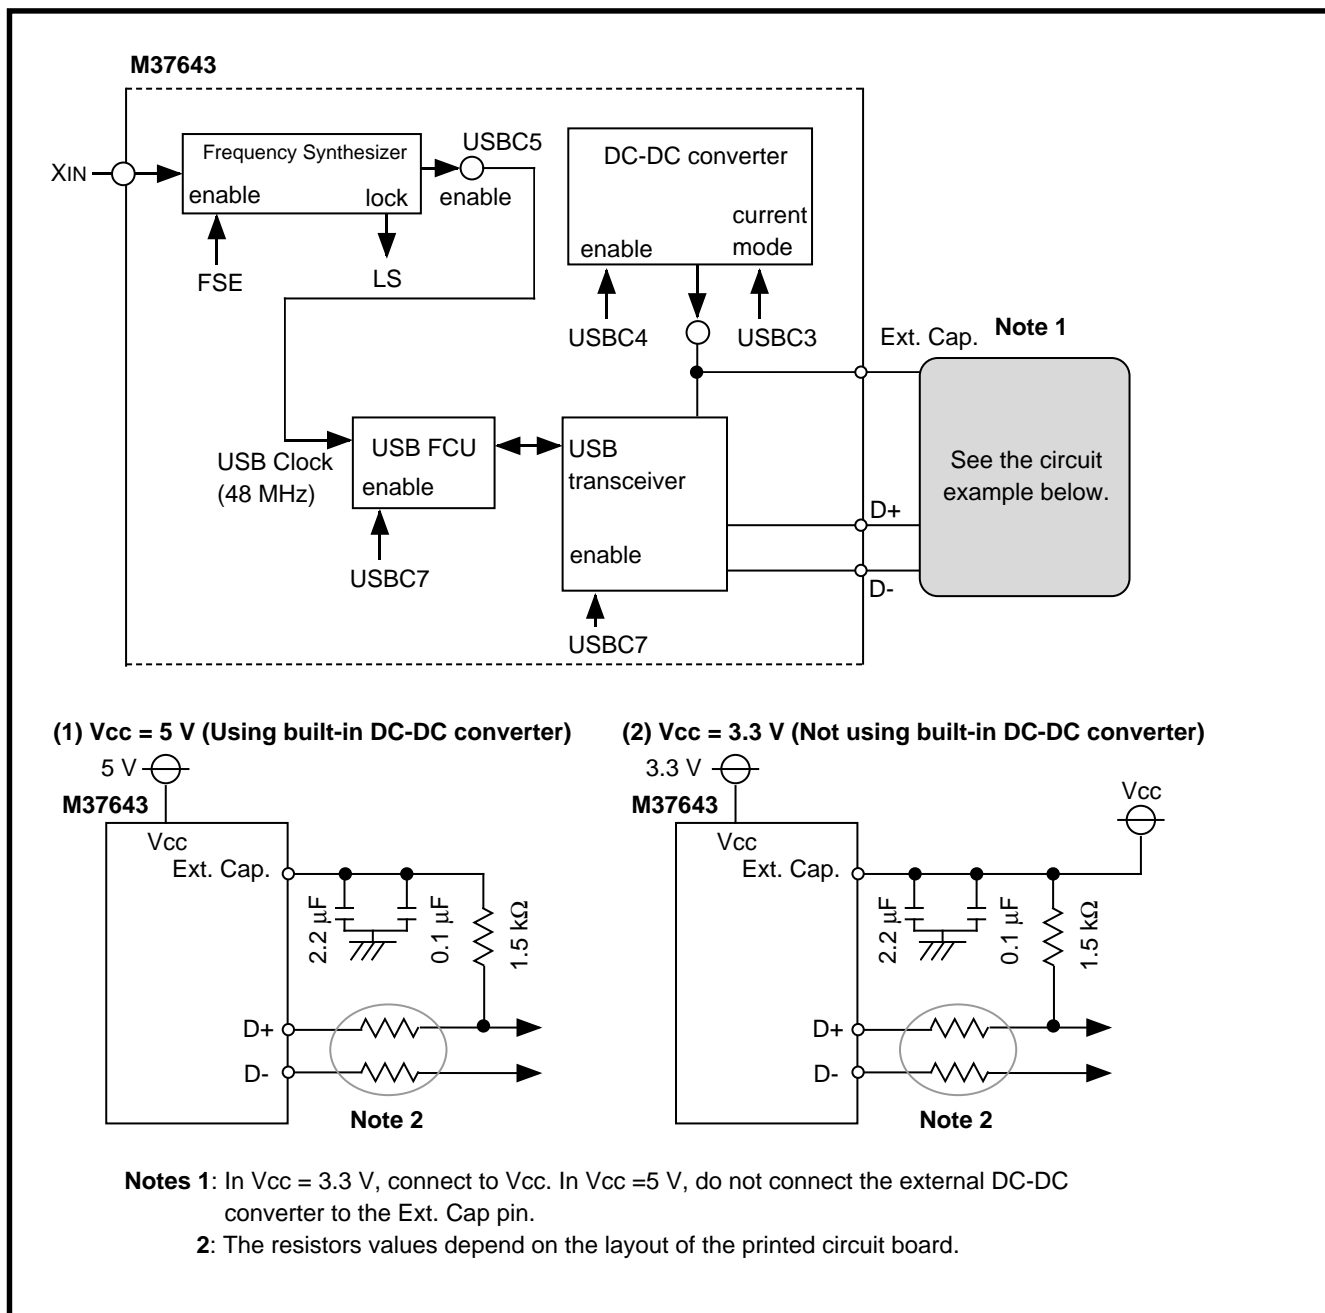 M37643
XIN
Frequency Synthesizer
enable
lock
USBC5
enable
FSE
LS
DC-DC converter
current
mode
enable
USBC4
USBC3
Ext. Cap.
Note 1
USB Clock
(48 MHz)
USB FCU
enable
USBC7
USB
transceiver
enable
USBC7
D+
D-
See the circuit
example below.
(1) Vcc = 5 V (Using built-in DC-DC converter)
5 V
M37643
Vcc
Ext. Cap.
2.2 µF
0.1 µF
1.5 kΩ
D+
D-
Note 2
(2) Vcc = 3.3 V (Not using built-in DC-DC converter)
3.3 V
M37643
Vcc
Vcc
Ext. Cap.
2.2 µF
0.1 µF
1.5 kΩ
D+
D-
Note 2
Notes 1: In Vcc = 3.3 V, connect to Vcc. In Vcc =5 V, do not connect the external DC-DC
converter to the Ext. Cap pin.
2: The resistors values depend on the layout of the printed circuit board.